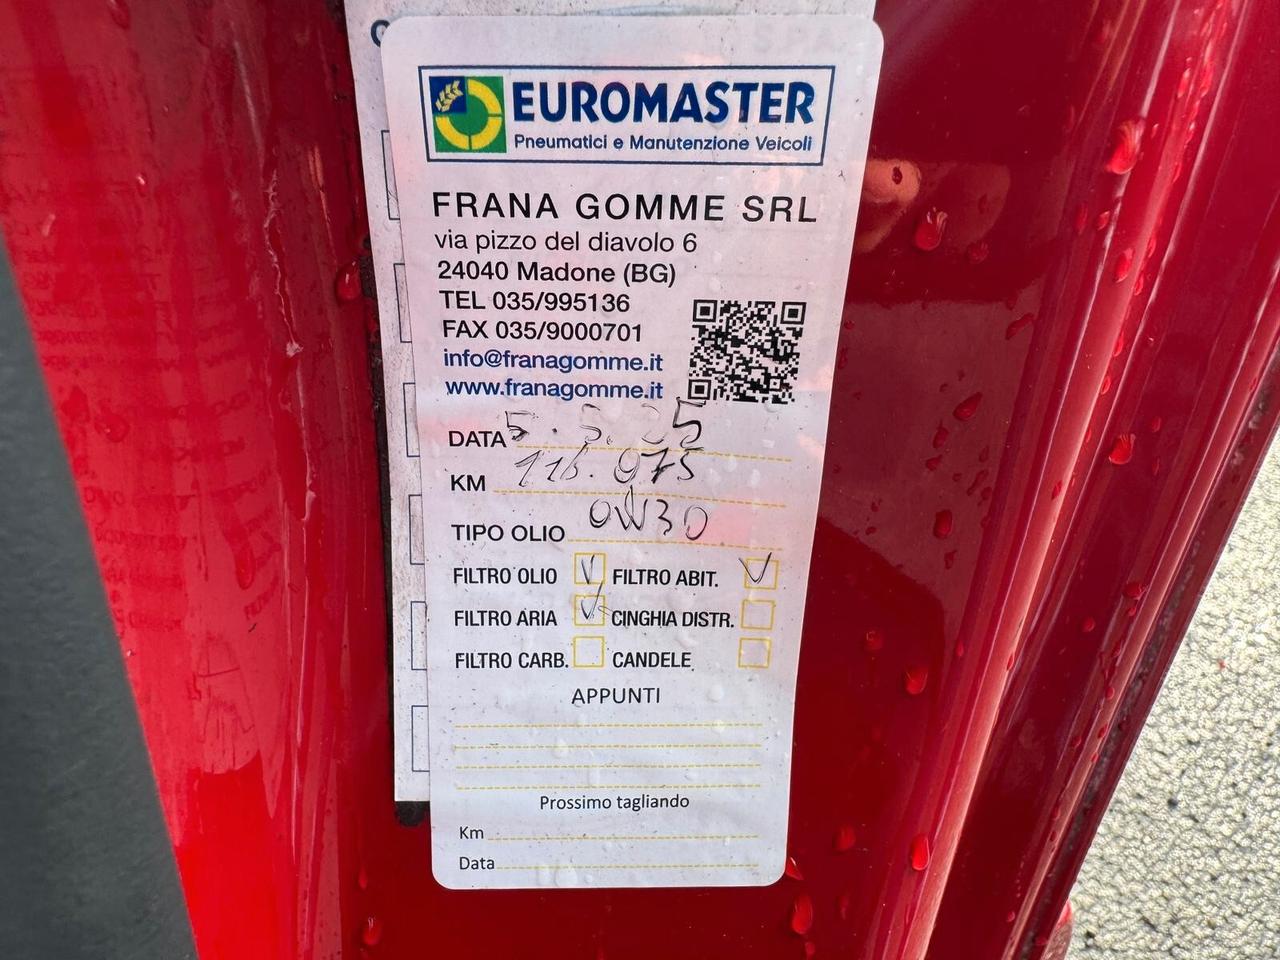 EUROMASTER
Pneumatici e Manutenzione Veicoli
FRANA GOMME SRL
via pizzo del diavolo 6
24040 Madone (BG)
TEL 035/995136
FAX 035/9000701
info@franagomme.it
www.franagomme.it
DATA 5.5.25
KM 116.975
TIPO OLIO 0W30
FILTRO OLIO V FILTRO ABIT. V
FILTRO ARIA V CINGHIA DISTR.
FILTRO CARB. CANDELE
APPUNTI
Prossimo tagliando
Km
Data